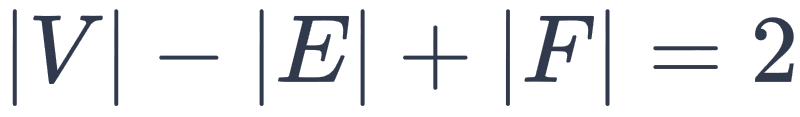 |V| − |E| + |F| = 2